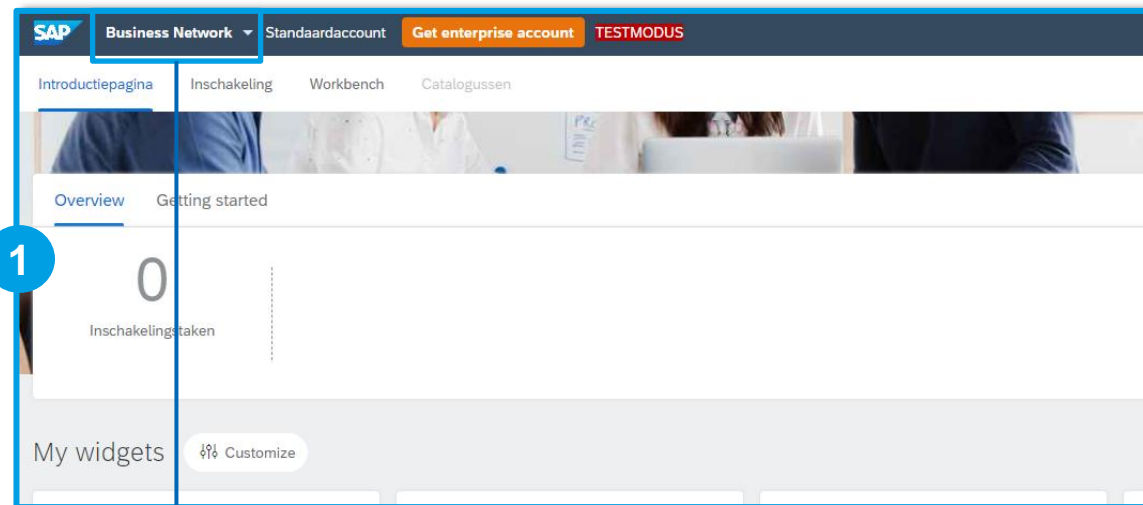 SAP Business Network Standaardaccount Get enterprise account TESTMODUS
Introductiepagina Inschakeling Workbench Catalogussen
Overview Getting started
1
0
Inschakelingstaken
My widgets Customize